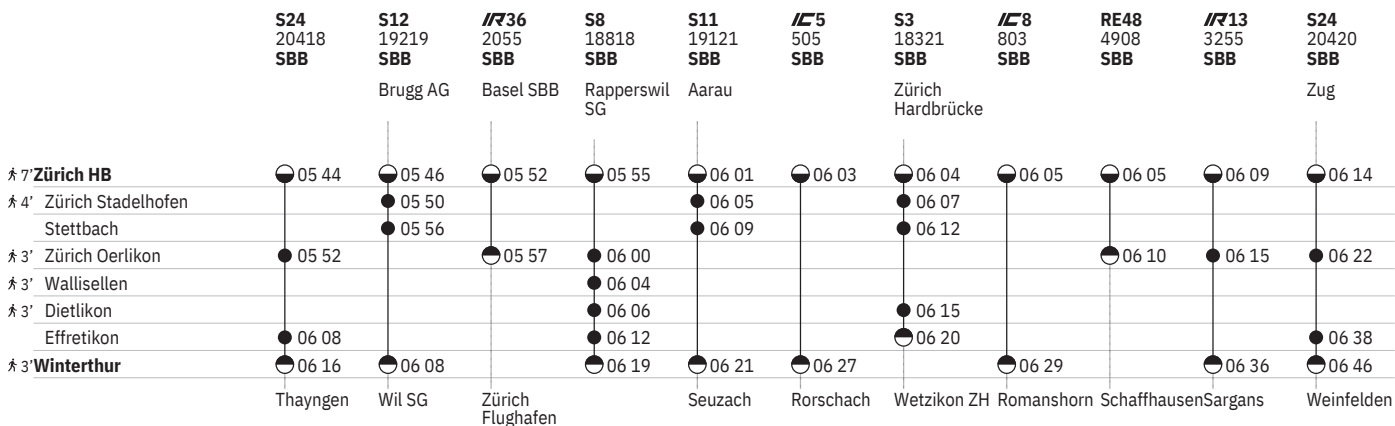 S24 S12 IR36 S8 S11 IC5 S3 IC8 RE48 IR13 S24
20418 19219 2055 18818 19121 505 18321 803 4908 3255 20420
SBB SBB SBB SBB SBB SBB SBB SBB SBB SBB SBB
Brugg AG Basel SBB Rapperswil Aarau Zürich Zug
SG Hardbrücke
7' Zürich HB 05 44 05 46 05 52 05 55 06 01 06 03 06 04 06 05 06 05 06 09 06 14
4' Zürich Stadelhofen 05 50 06 05 06 07
Stettbach 05 56 06 09 06 12
3' Zürich Oerlikon 05 52 05 57 06 00 06 10 06 15 06 22
3' Wallisellen 06 04
3' Dietlikon 06 06 06 15
Effretikon 06 08 06 12 06 20 06 38
3' Winterthur 06 16 06 08 06 19 06 21 06 27 06 29 06 36 06 46
Thayngen Wil SG Zürich Seuzach Rorschach Wetzikon ZH Romanshorn Schaffhausen Sargans Weinfelden
Flughafen